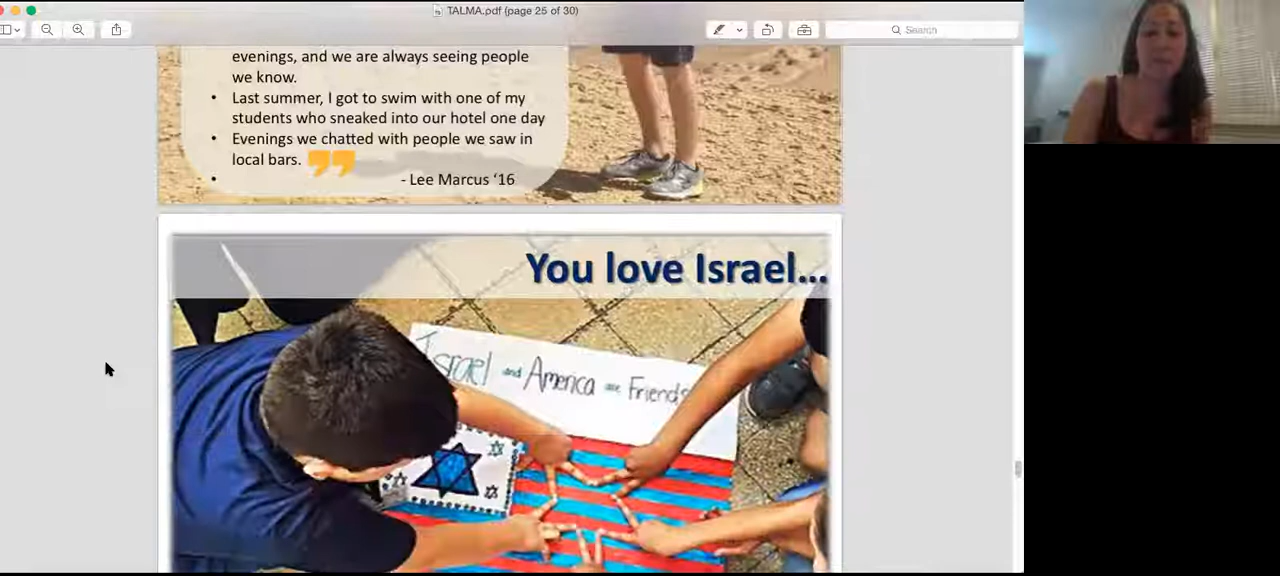 TALMA.pdf (page 25 of 30)
Search
evenings, and we are always seeing people
we know.
• Last summer, I got to swim with one of my
students who sneaked into our hotel one day
• Evenings we chatted with people we saw in
local bars. ”
• - Lee Marcus ‘16
You love Israel...
Israel and America are Friends